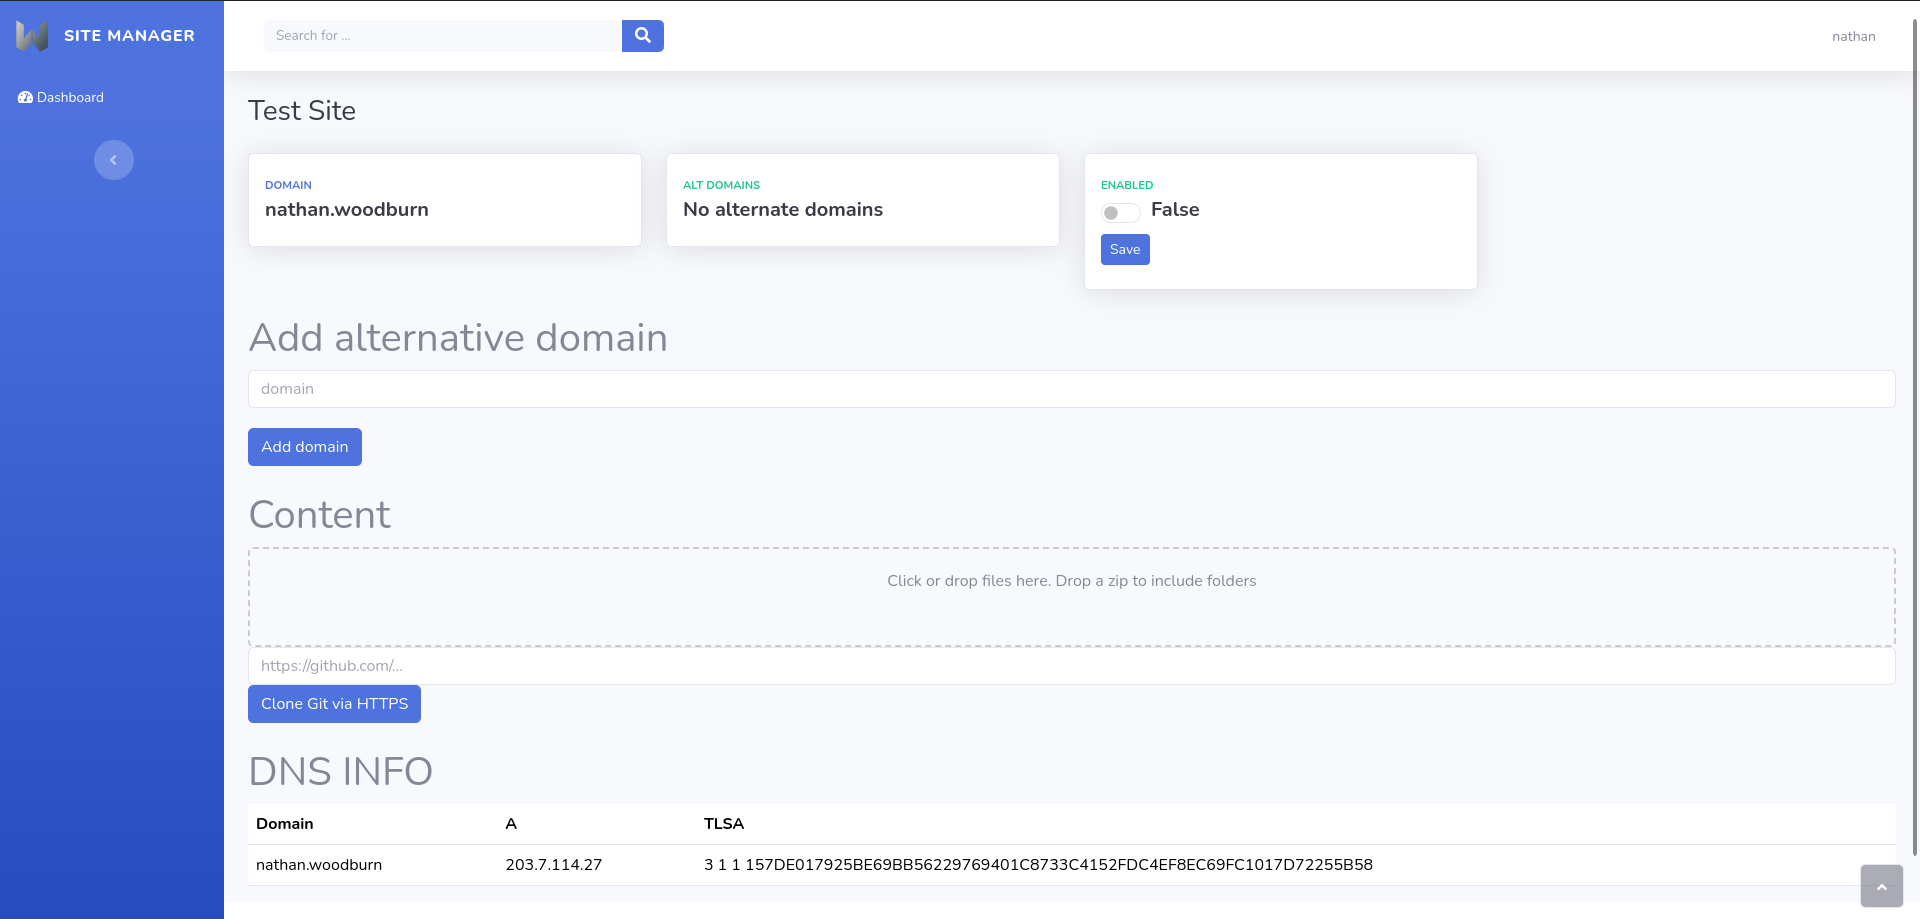 SITE MANAGER
Search for ...
nathan
Dashboard
Test Site
DOMAIN
nathan.woodburn
ALT DOMAINS
No alternate domains
ENABLED
False
Save
Add alternative domain
domain
Add domain
Content
Click or drop files here. Drop a zip to include folders
https://github.com/...
Clone Git via HTTPS
DNS INFO
Domain A TLSA
nathan.woodburn 203.7.114.27 3 1 1 157DE017925BE69BB56229769401C8733C4152FDC4EF8EC69FC1017D72255B58